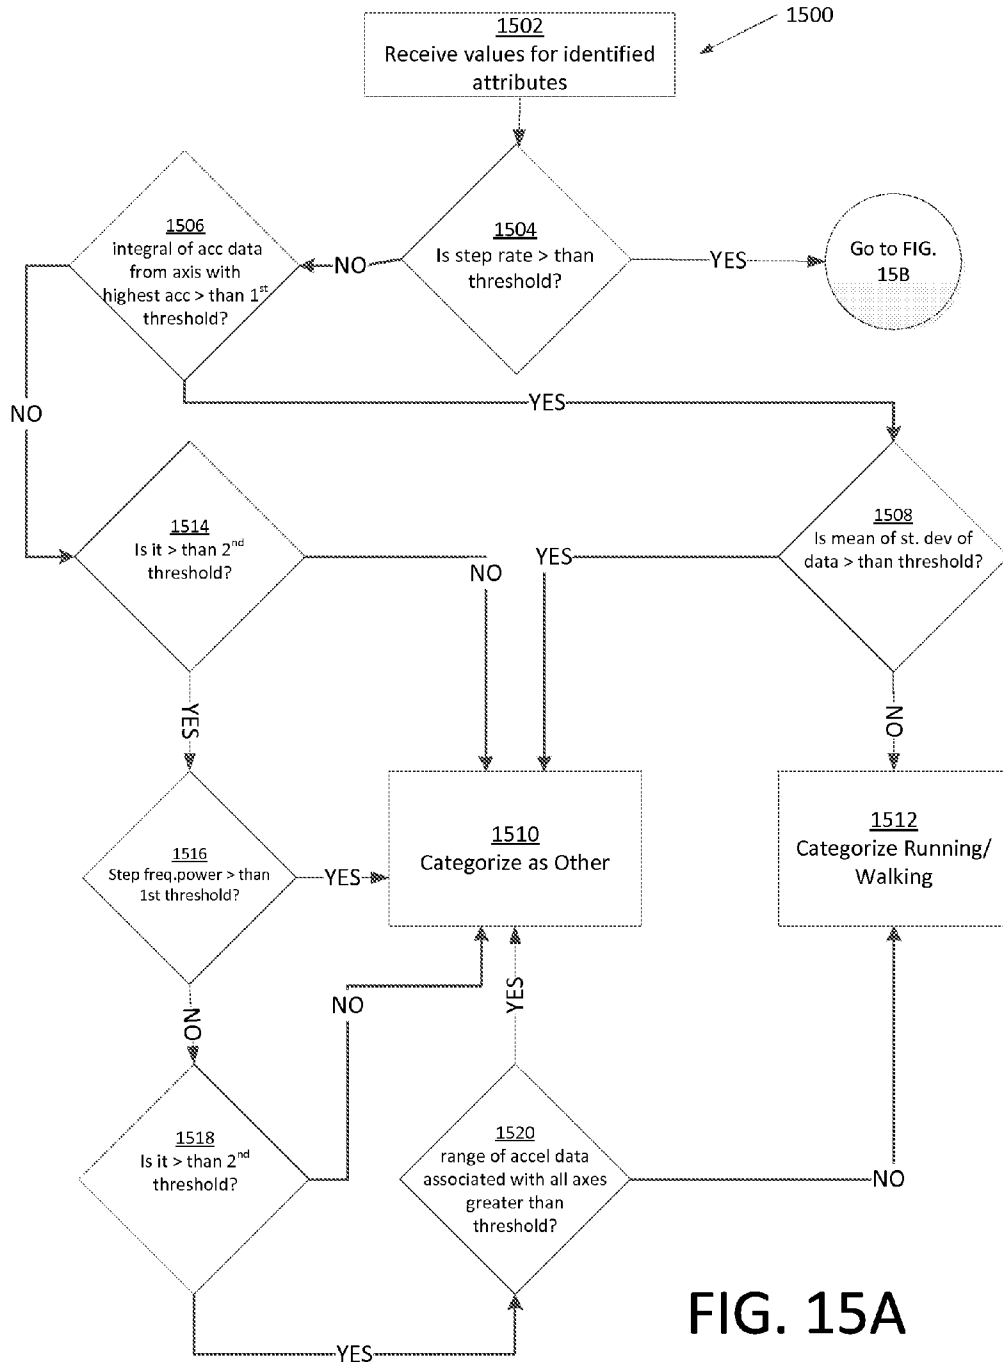 1500
1502
Receive values for identified
attributes
1506
integral of acc data
from axis with
highest acc > than 1st
threshold?
NO
1504
Is step rate > than
threshold?
YES
Go to FIG.
15B
NO
YES
1514
Is it > than 2nd
threshold?
NO
YES
1508
Is mean of st. dev of
data > than threshold?
YES
NO
1516
Step freq.power > than
1st threshold?
YES
1510
Categorize as Other
1512
Categorize Running/
Walking
NO
NO
YES
1518
Is it > than 2nd
threshold?
1520
range of accel data
associated with all axes
greater than
threshold?
NO
YES
FIG. 15A